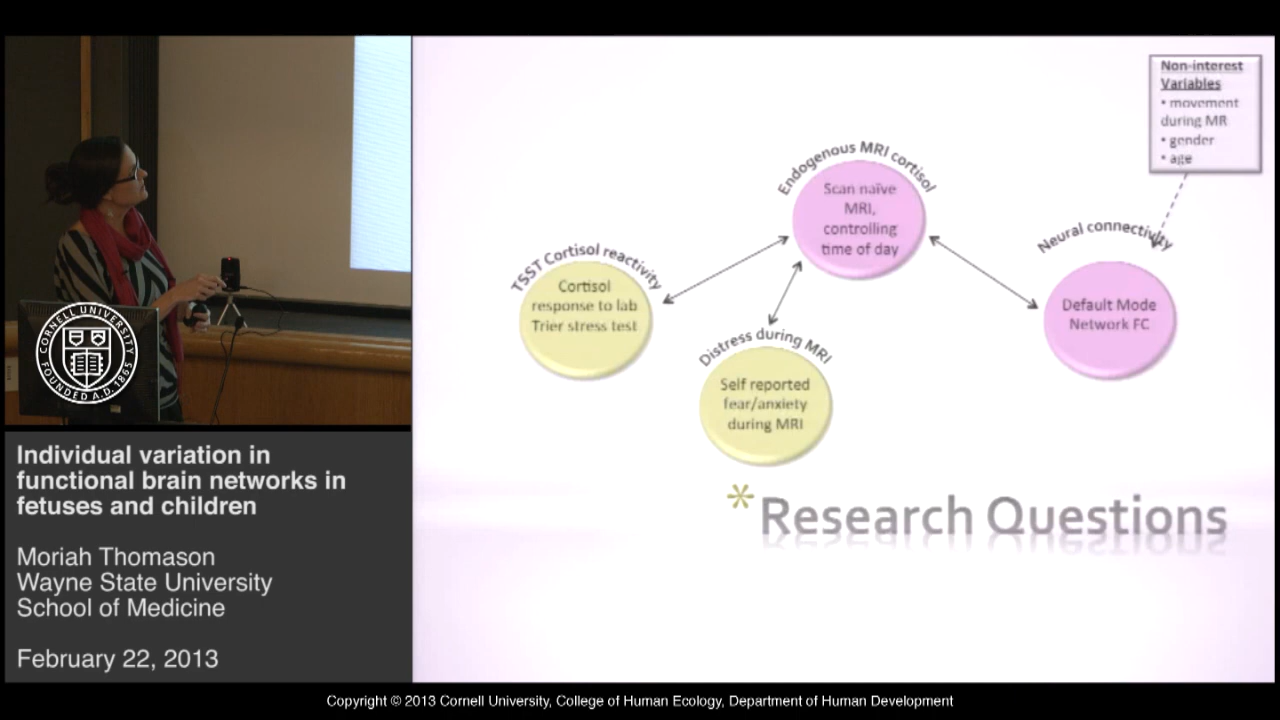 Non-interest
Variables
• movement
during MR
• gender
• age
Endogenous MRI cortisol
Scan naïve
MRI,
controlling
time of day
Neural connectivity
Default Mode
Network FC
TSST Cortisol reactivity
Cortisol
response to lab
Trier stress test
Distress during MRI
Self reported
fear/anxiety
during MRI
* Research Questions
CORNELL UNIVERSITY
FOUNDED A.D. 1865
Individual variation in
functional brain networks in
fetuses and children
Moriah Thomason
Wayne State University
School of Medicine
February 22, 2013
Copyright © 2013 Cornell University, College of Human Ecology, Department of Human Development